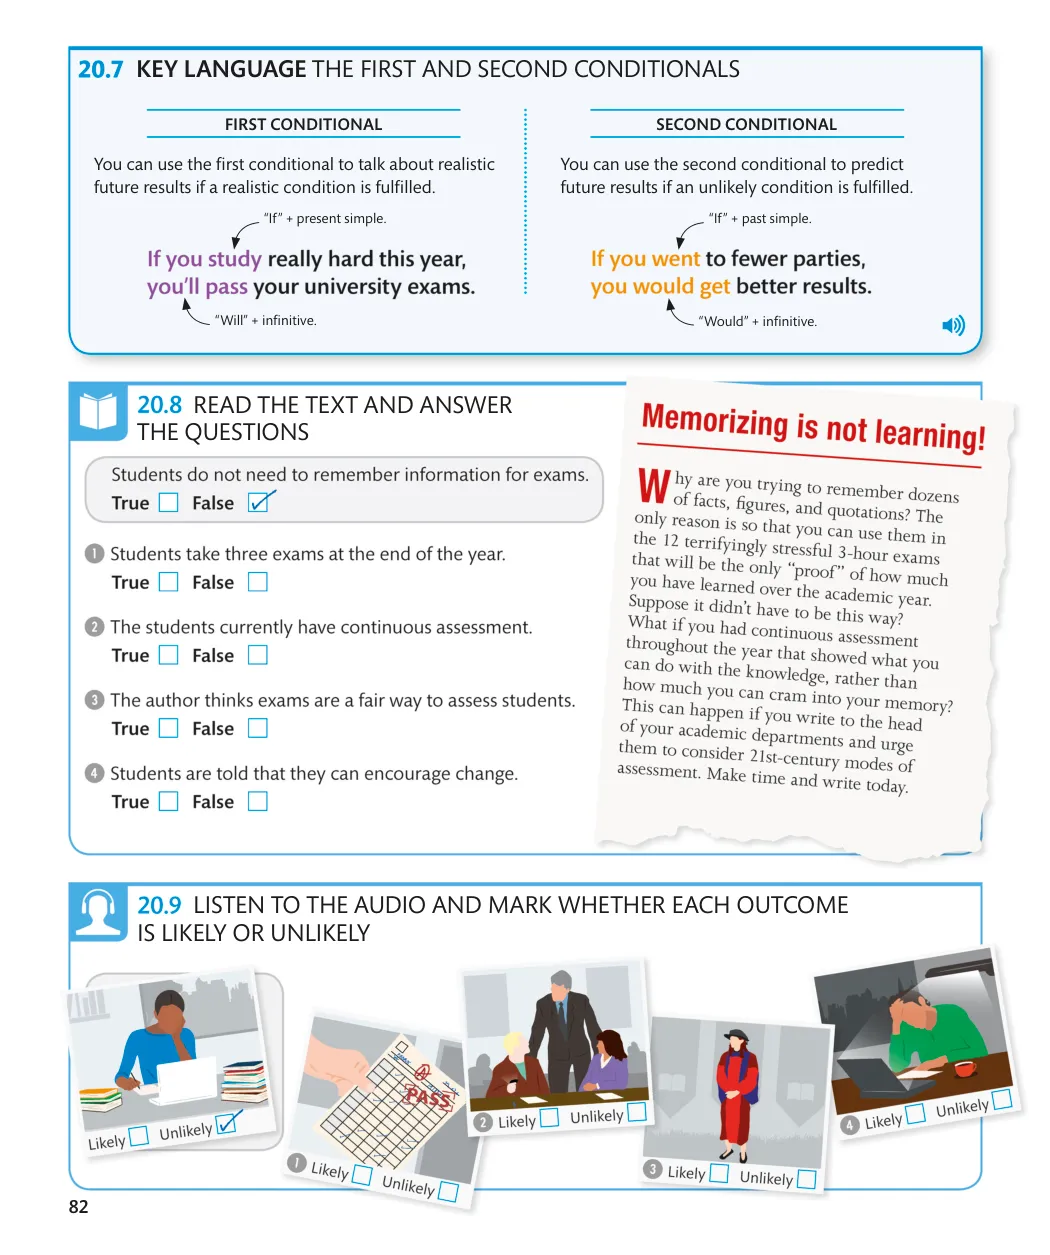 20.7 KEY LANGUAGE THE FIRST AND SECOND CONDITIONALS
FIRST CONDITIONAL
You can use the first conditional to talk about realistic
future results if a realistic condition is fulfilled.
"If" + present simple.
If you study really hard this year,
you'll pass your university exams.
"Will" + infinitive.
SECOND CONDITIONAL
You can use the second conditional to predict
future results if an unlikely condition is fulfilled.
"If" + past simple.
If you went to fewer parties,
you would get better results.
"Would" + infinitive.
20.8 READ THE TEXT AND ANSWER
THE QUESTIONS
Students do not need to remember information for exams.
True False
1 Students take three exams at the end of the year.
True False
2 The students currently have continuous assessment.
True False
3 The author thinks exams are a fair way to assess students.
True False
4 Students are told that they can encourage change.
True False
Memorizing is not learning!
Why are you trying to remember dozens
of facts, figures, and quotations? The
only reason is so that you can use them in
the 12 terrifyingly stressful 3-hour exams
that will be the only "proof" of how much
you have learned over the academic year.
Suppose it didn't have to be this way?
What if you had continuous assessment
throughout the year that showed what you
can do with the knowledge, rather than
how much you can cram into your memory?
This can happen if you write to the head
of your academic departments and urge
them to consider 21st-century modes of
assessment. Make time and write today.
20.9 LISTEN TO THE AUDIO AND MARK WHETHER EACH OUTCOME
IS LIKELY OR UNLIKELY
Likely Unlikely
A
PASS
1 Likely Unlikely
2 Likely Unlikely
3 Likely Unlikely
4 Likely Unlikely
82